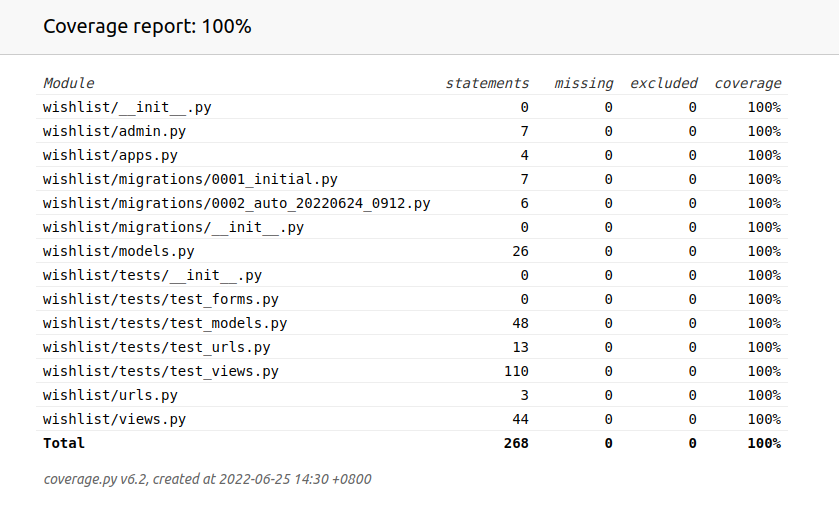 Coverage report: 100%
Module statements missing excluded coverage
wishlist/__init__.py 0 0 0 100%
wishlist/admin.py 7 0 0 100%
wishlist/apps.py 4 0 0 100%
wishlist/migrations/0001_initial.py 7 0 0 100%
wishlist/migrations/0002_auto_20220624_0912.py 6 0 0 100%
wishlist/migrations/__init__.py 0 0 0 100%
wishlist/models.py 26 0 0 100%
wishlist/tests/__init__.py 0 0 0 100%
wishlist/tests/test_forms.py 0 0 0 100%
wishlist/tests/test_models.py 48 0 0 100%
wishlist/tests/test_urls.py 13 0 0 100%
wishlist/tests/test_views.py 110 0 0 100%
wishlist/urls.py 3 0 0 100%
wishlist/views.py 44 0 0 100%
Total 268 0 0 100%
coverage.py v6.2, created at 2022-06-25 14:30 +0800